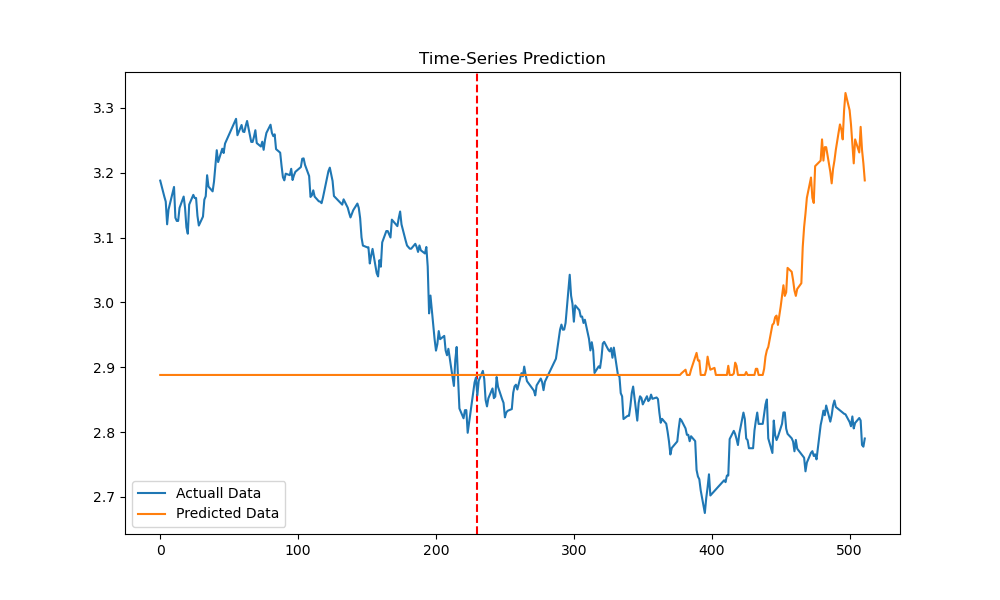 Time-Series Prediction
3.3
3.2
3.1
3.0
2.9
2.8
2.7
Actuall Data
Predicted Data
0 100 200 300 400 500